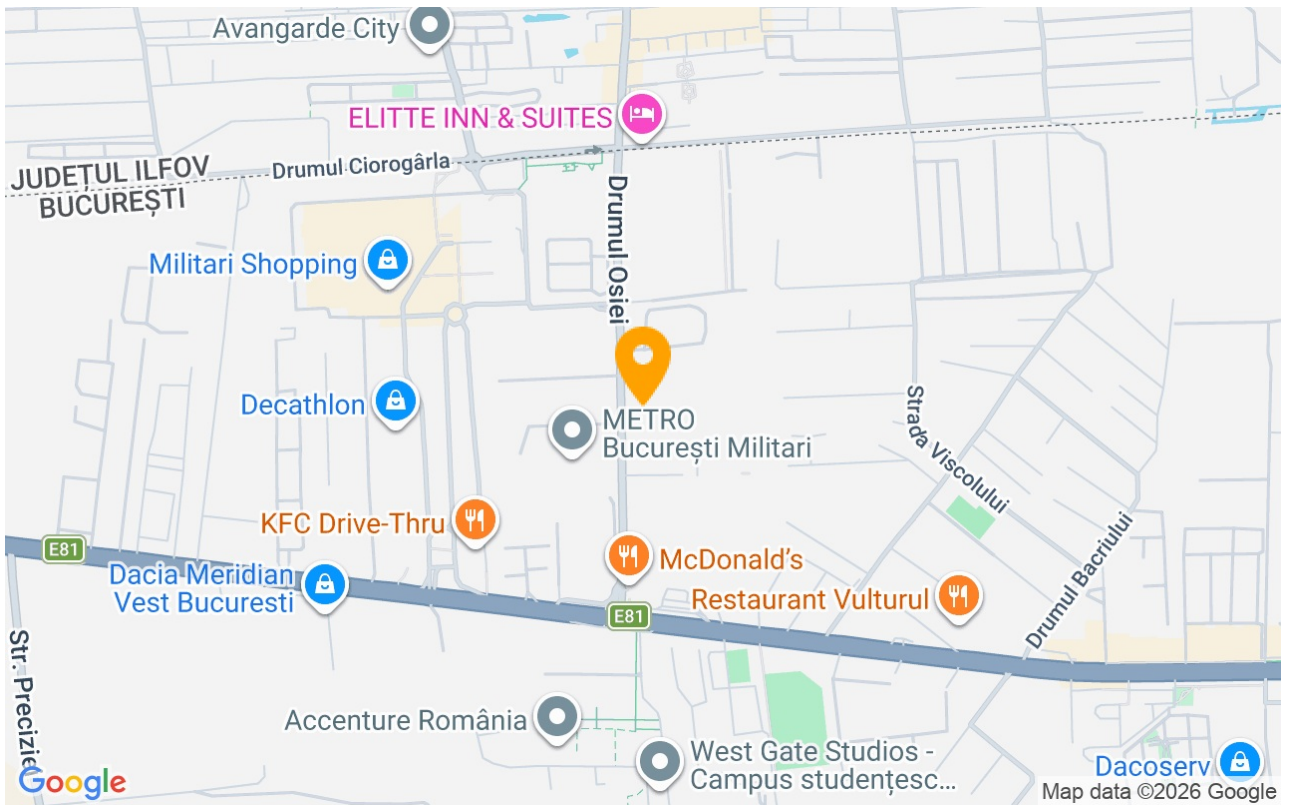 Avangarde City
ELITTE INN & SUITES
JUDEȚUL ILFOV
BUCUREȘTI
Drumul Ciorogârla
Drumul Osiei
Militari Shopping
Decathlon
METRO
București Militari
Strada Viscolului
KFC Drive-Thru
E81
McDonald's
Dacia Meridian
Vest Bucuresti
Restaurant Vulturul
Drumul Bacriului
E81
Str. Preciziei
Accenture România
West Gate Studios -
Campus studențesc...
Dacoserv
Google
Map data ©2026 Google